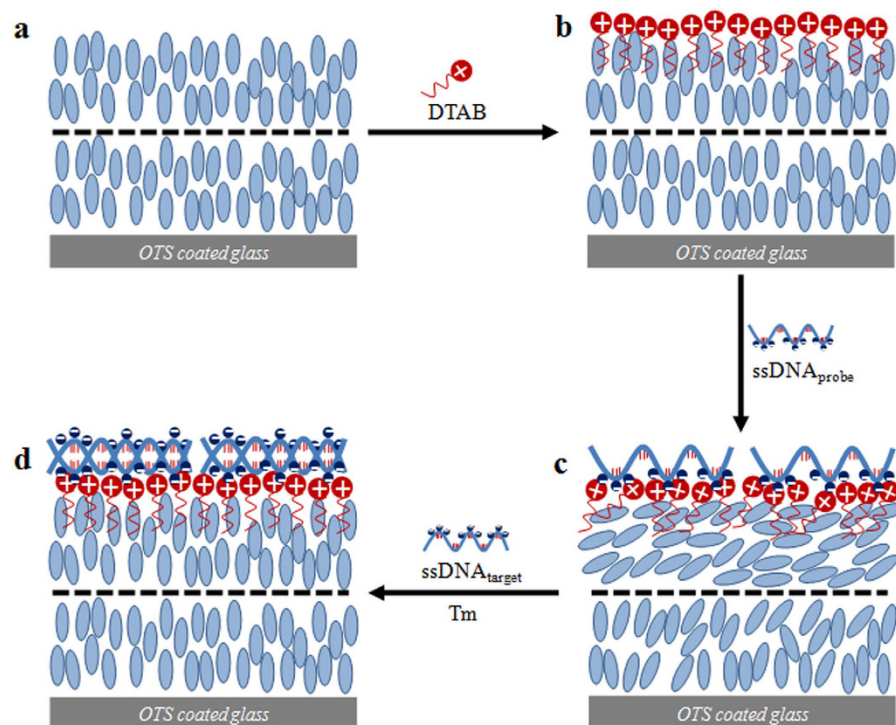 a
b
DTAB
OTS coated glass
OTS coated glass
ssDNAprobe
d
c
ssDNAtarget
Tm
OTS coated glass
OTS coated glass